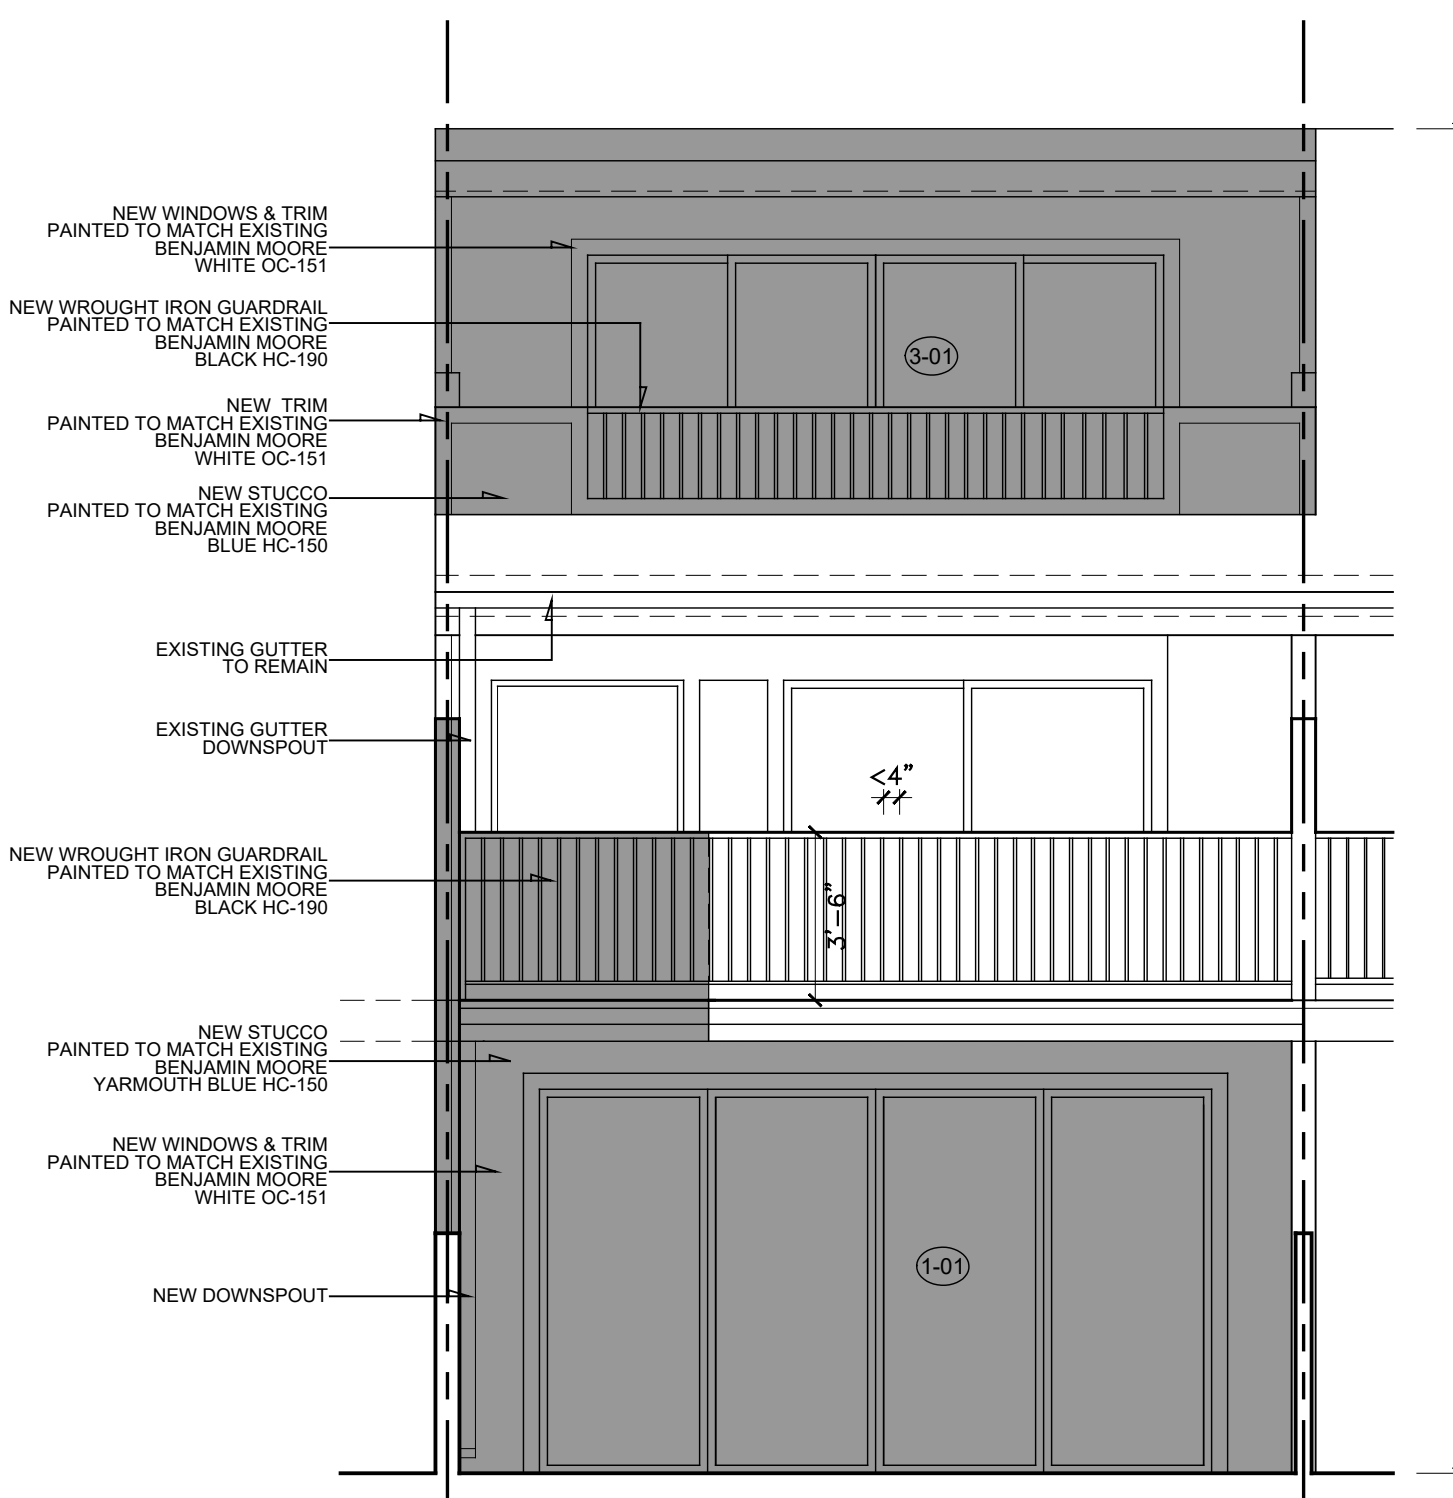 NEW WINDOWS & TRIM
PAINTED TO MATCH EXISTING
BENJAMIN MOORE
WHITE OC-151
NEW WROUGHT IRON GUARDRAIL
PAINTED TO MATCH EXISTING
BENJAMIN MOORE
BLACK HC-190
3-01
NEW TRIM
PAINTED TO MATCH EXISTING
BENJAMIN MOORE
WHITE OC-151
NEW STUCCO
PAINTED TO MATCH EXISTING
BENJAMIN MOORE
BLUE HC-150
EXISTING GUTTER
TO REMAIN
EXISTING GUTTER
DOWNSPOUT
<4”
NEW WROUGHT IRON GUARDRAIL
PAINTED TO MATCH EXISTING
BENJAMIN MOORE
BLACK HC-190
3’–6”
NEW STUCCO
PAINTED TO MATCH EXISTING
BENJAMIN MOORE
YARMOUTH BLUE HC-150
NEW WINDOWS & TRIM
PAINTED TO MATCH EXISTING
BENJAMIN MOORE
WHITE OC-151
1-01
NEW DOWNSPOUT